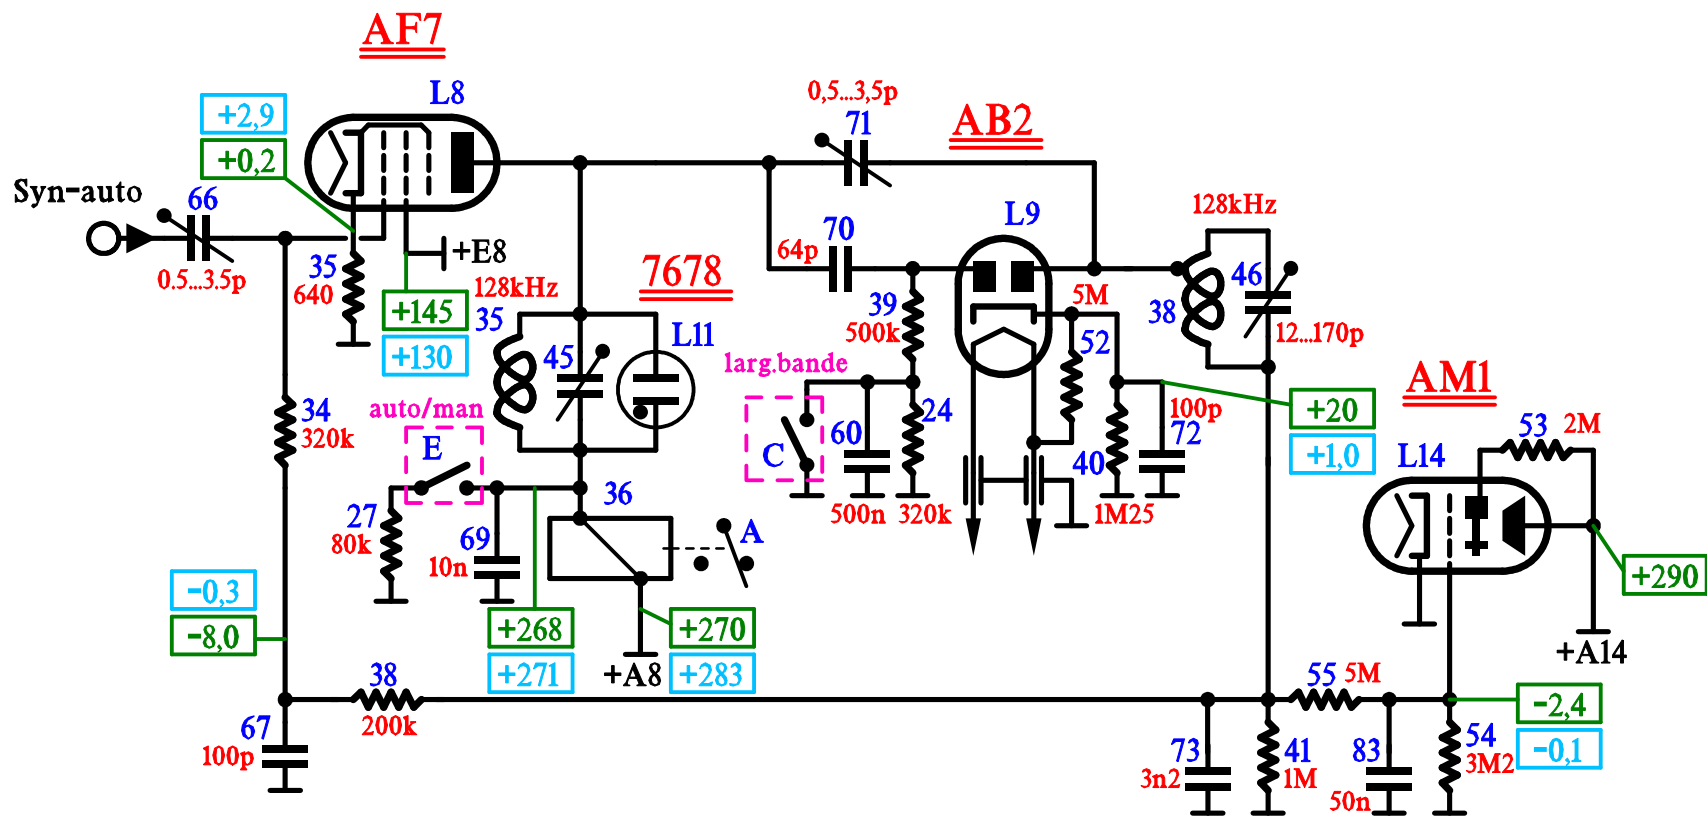 AF7
L8
+2,9
+0,2
0,5...3,5p
71
AB2
Syn-auto
66
0.5...3.5p
35
640
+E8
+145
+130
128kHz
35
7678
L11
45
64p
70
L9
128kHz
46
38
12...170p
39
500k
5M
52
larg.bande
C
60
500n
24
320k
40
1M25
100p
72
+20
+1,0
AM1
53
2M
L14
+290
+A14
34
320k
auto/man
E
27
80k
69
10n
36
A
+268
+271
+270
+283
+A8
-0,3
-8,0
38
200k
67
100p
73
3n2
41
1M
55
5M
83
50n
54
3M2
-2,4
-0,1